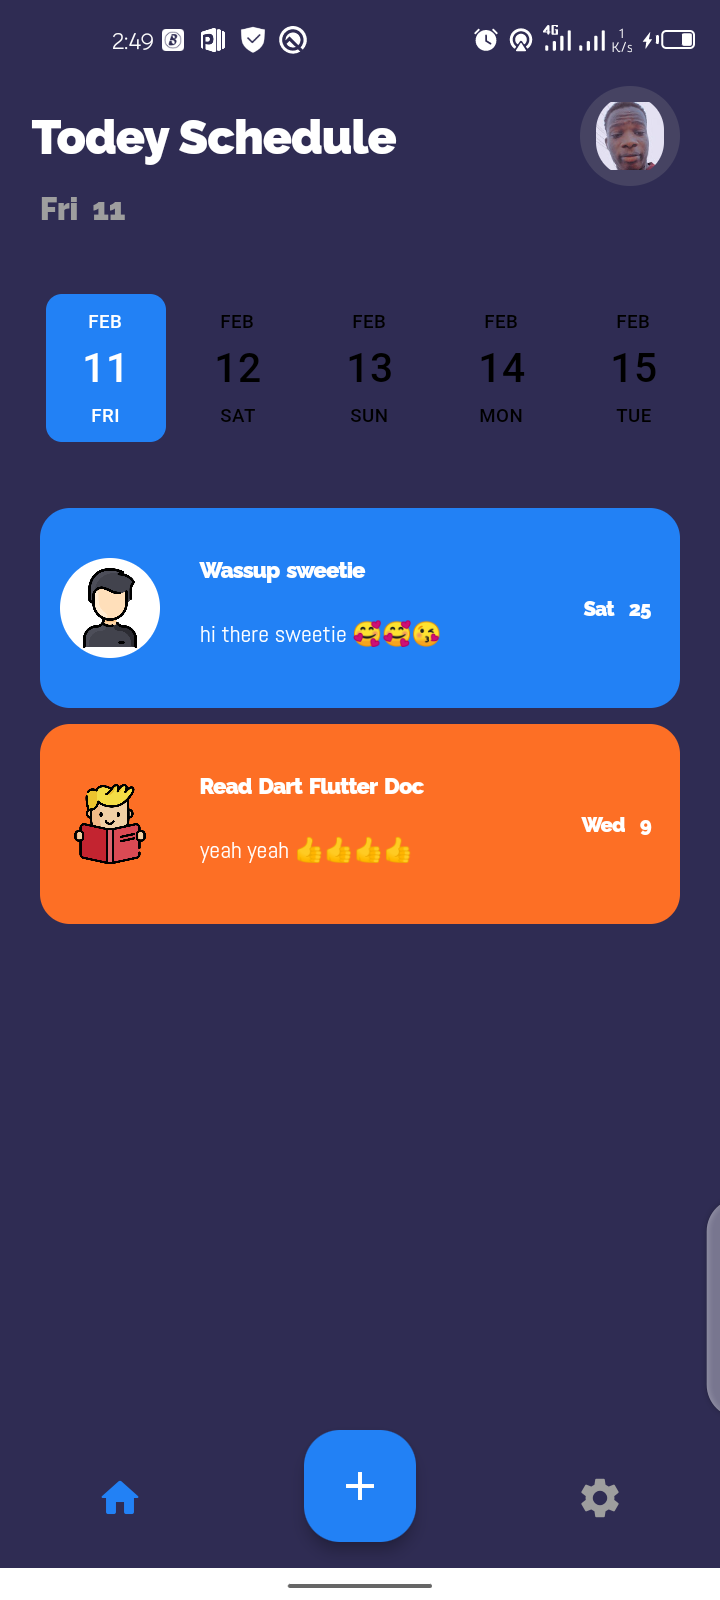 2:49
4G
1
K/s
Todey Schedule
Fri 11
FEB FEB FEB FEB FEB
11 12 13 14 15
FRI SAT SUN MON TUE
Wassup sweetie
Sat 25
hi there sweetie 🥰🥰😘
Read Dart Flutter Doc
Wed 9
yeah yeah 👍👍👍👍